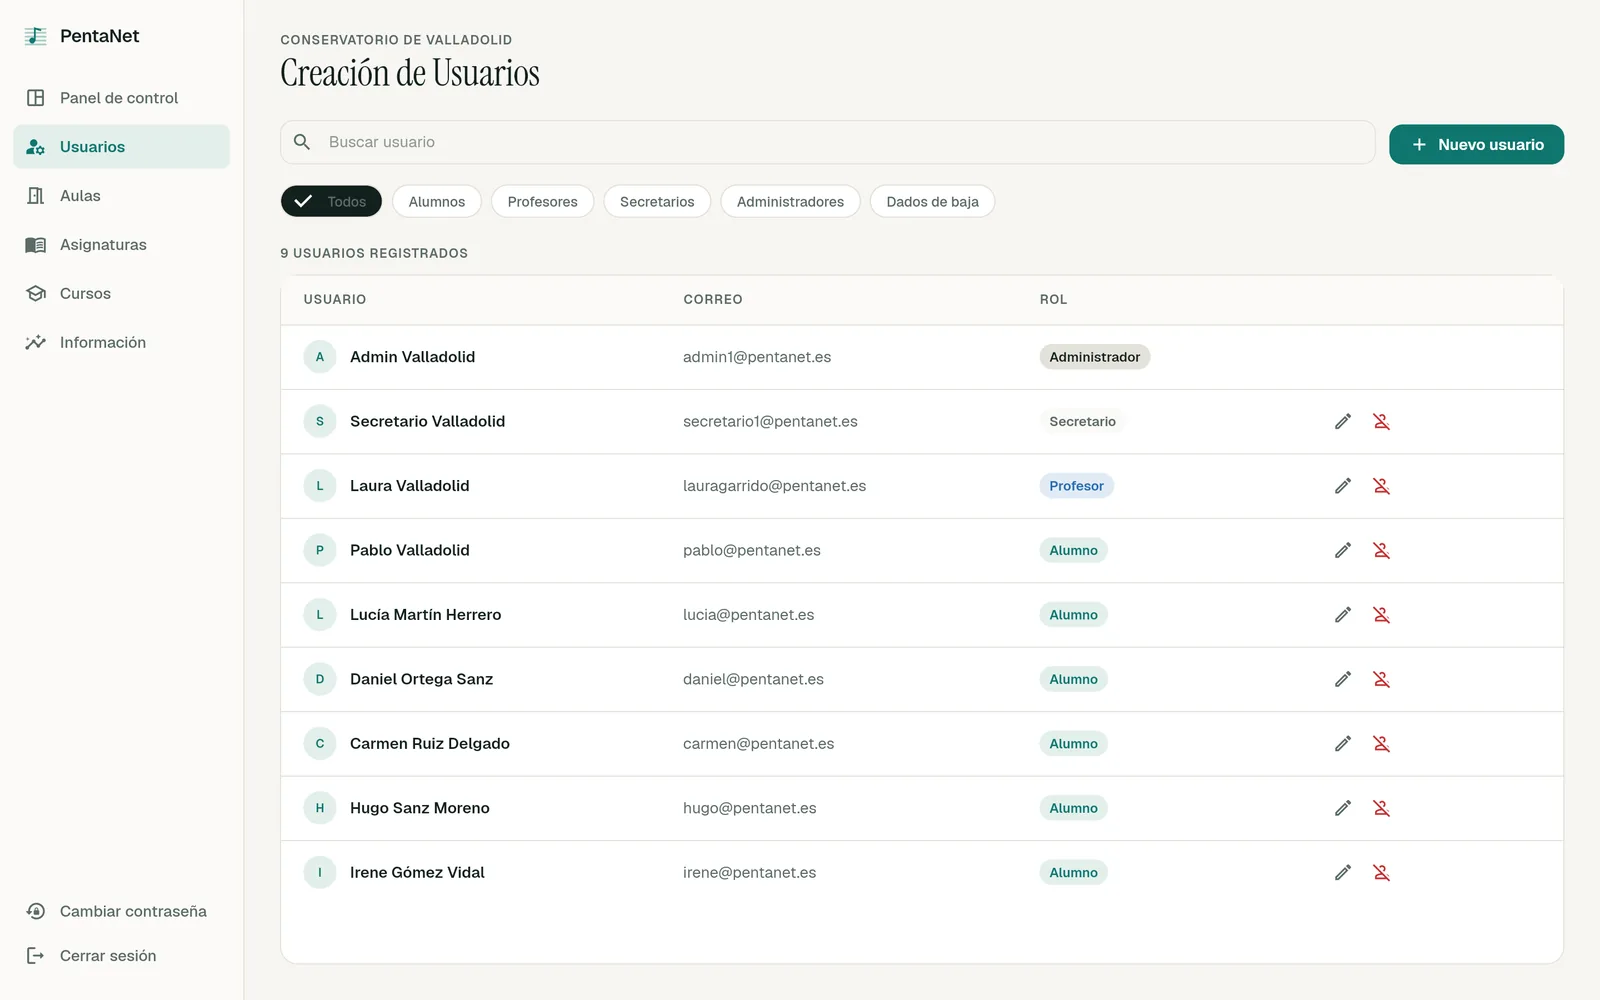 PentaNet
Panel de control
Usuarios
Aulas
Asignaturas
Cursos
Información
Cambiar contraseña
Cerrar sesión
CONSERVATORIO DE VALLADOLID
Creación de Usuarios
Buscar usuario
+ Nuevo usuario
Todos Alumnos Profesores Secretarios Administradores Dados de baja
9 USUARIOS REGISTRADOS
USUARIO CORREO ROL
A Admin Valladolid admin1@pentanet.es Administrador
S Secretario Valladolid secretario1@pentanet.es Secretario
L Laura Valladolid lauragarrido@pentanet.es Profesor
P Pablo Valladolid pablo@pentanet.es Alumno
L Lucía Martín Herrero lucia@pentanet.es Alumno
D Daniel Ortega Sanz daniel@pentanet.es Alumno
C Carmen Ruiz Delgado carmen@pentanet.es Alumno
H Hugo Sanz Moreno hugo@pentanet.es Alumno
I Irene Gómez Vidal irene@pentanet.es Alumno